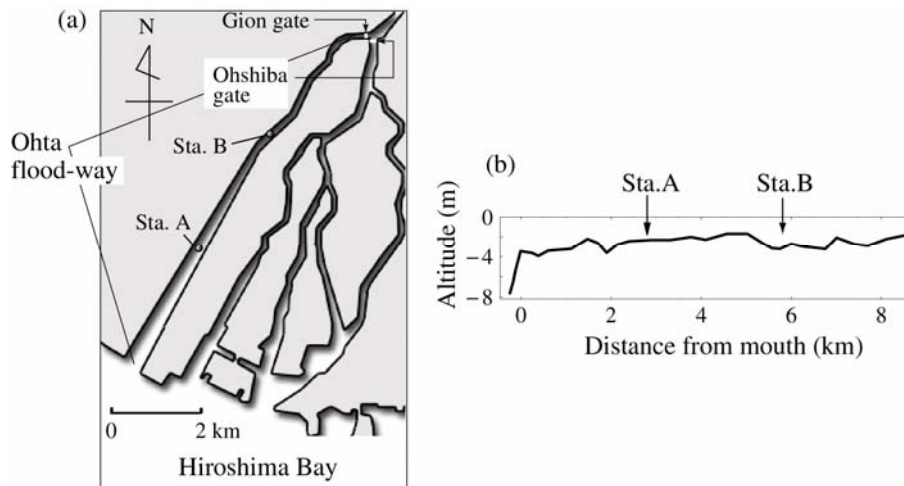 (a)
Gion gate
N
Ohshiba
gate
Ohta
flood-way
Sta. B
Sta. A
0 2 km
Hiroshima Bay
(b)
Sta.A Sta.B
Altitude (m)
0
−4
−8
0 2 4 6 8
Distance from mouth (km)